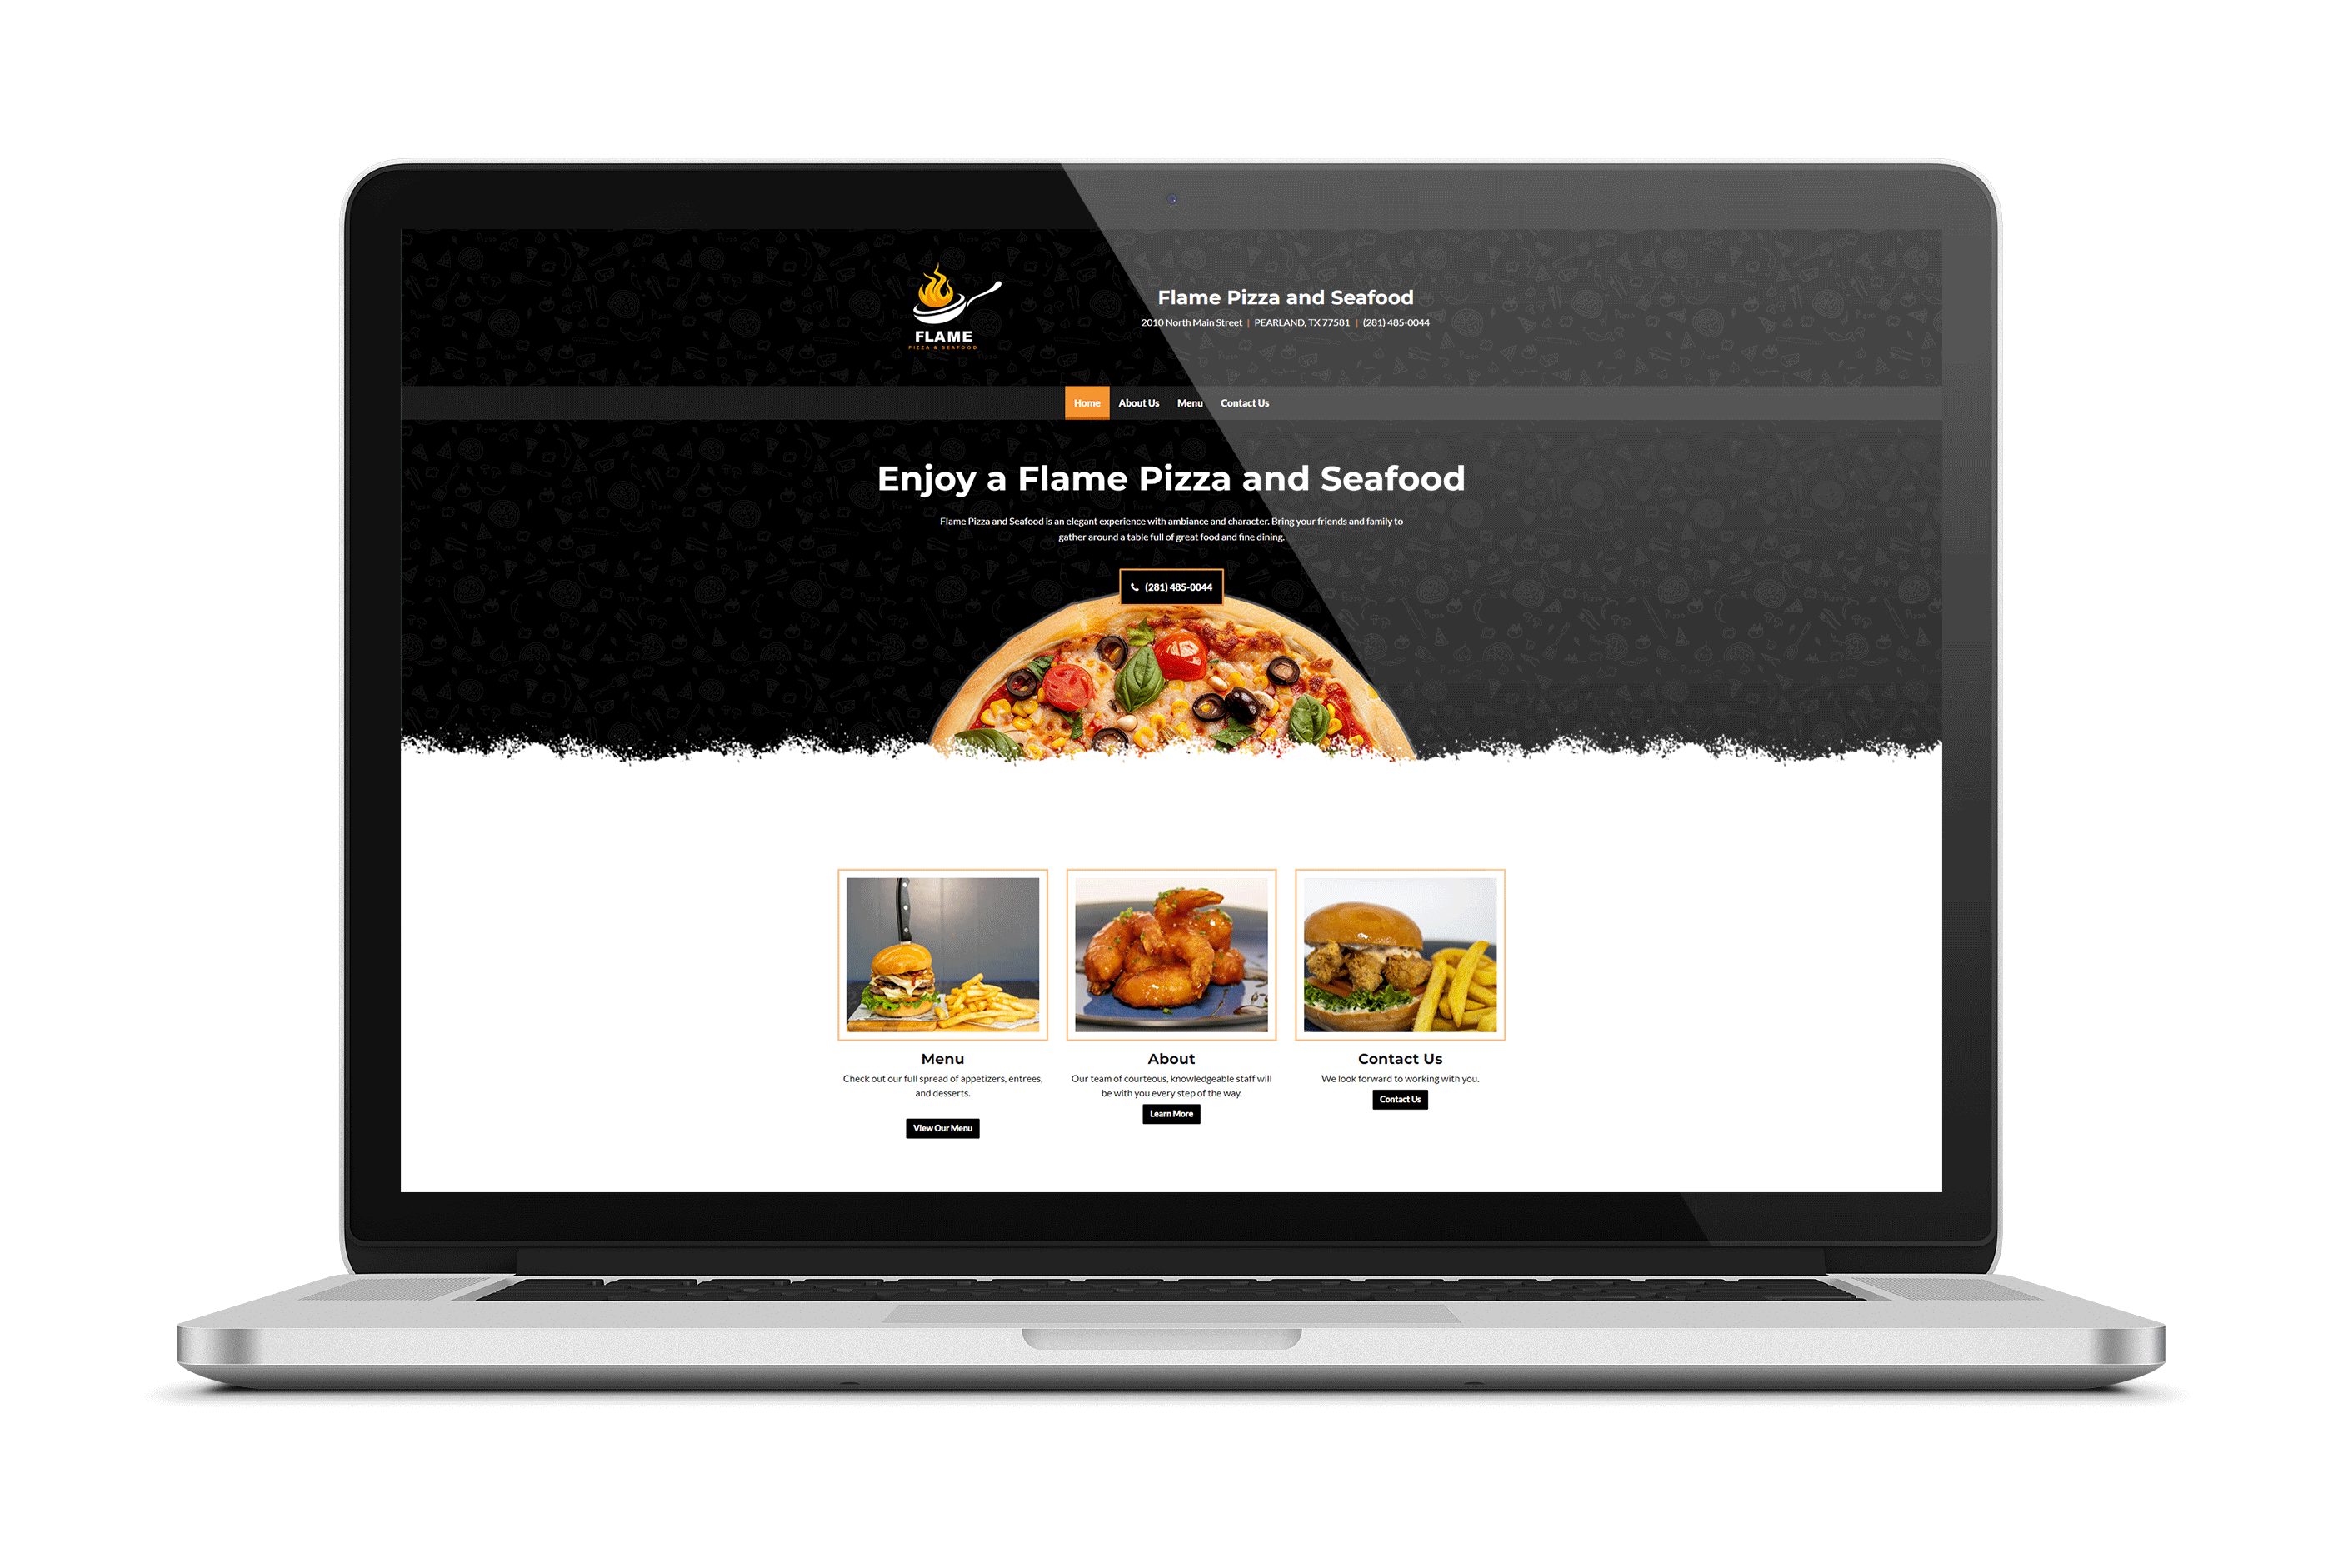 FLAME
PIZZA & SEAFOOD
Flame Pizza and Seafood
2010 North Main Street | PEARLAND, TX 77581 | (281) 485-0044
Home About Us Menu Contact Us
Enjoy a Flame Pizza and Seafood
Flame Pizza and Seafood is an elegant experience with ambiance and character. Bring your friends and family to
gather around a table full of great food and fine dining.
(281) 485-0044
Menu
Check out our full spread of appetizers, entrees,
and desserts.
View Our Menu
About
Our team of courteous, knowledgeable staff will
be with you every step of the way.
Learn More
Contact Us
We look forward to working with you.
Contact Us